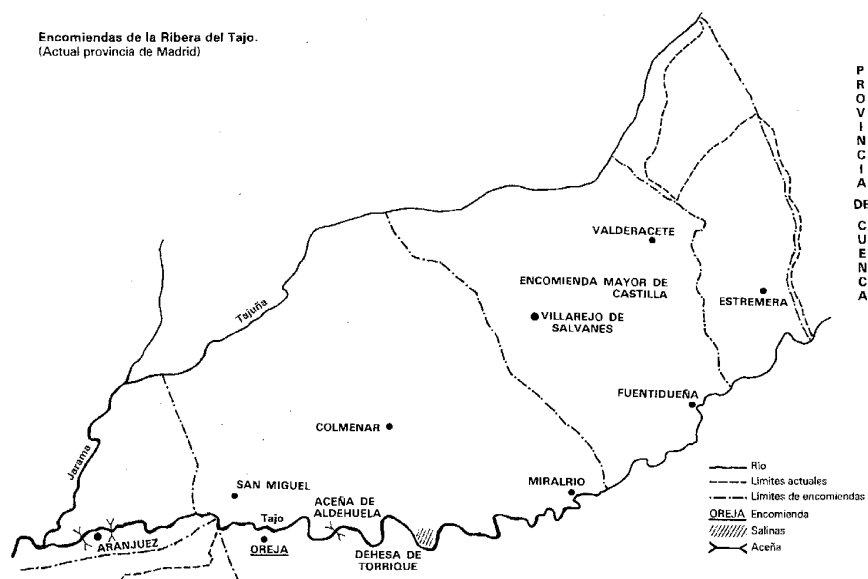 Encomiendas de la Ribera del Tajo.
(Actual provincia de Madrid)
PROVINCIA
DE
CUENCA
VALDERACETE
ENCOMIENDA MAYOR DE
CASTILLA
ESTREMERA
VILLAREJO DE
SALVANES
Tajuña
FUENTIDUEÑA
COLMENAR
Jarama
SAN MIGUEL
MIRALRIO
ACEÑA DE
ALDEHUELA
Tajo
ARANJUEZ
OREJA
DEHESA DE
TORRIQUE
Río
Límites actuales
Límites de encomiendas
OREJA Encomienda
Salinas
Aceña